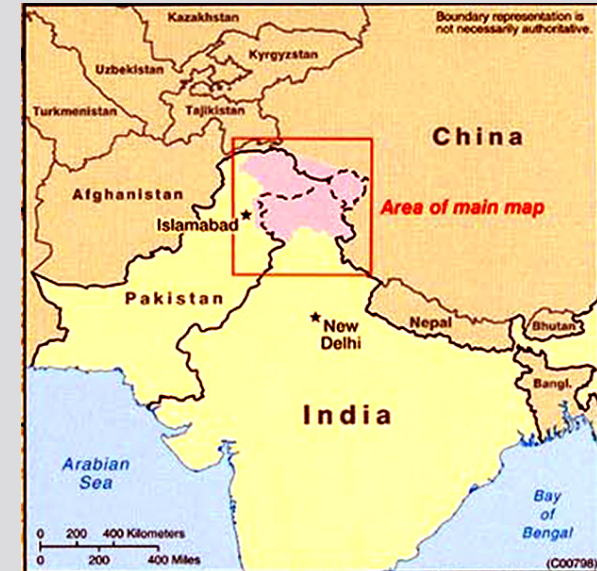 Kazakhstan
Boundary representation is
not necessarily authoritative.
Kyrgyzstan
Uzbekistan
Turkmenistan
Tajikistan
China
Afghanistan
Area of main map
Islamabad
Pakistan
New
Delhi
Nepal
Bhutan
Bangl.
India
Arabian
Sea
Bay
of
Bengal
0 200 400 Kilometers
0 200 400 Miles
(C00798)